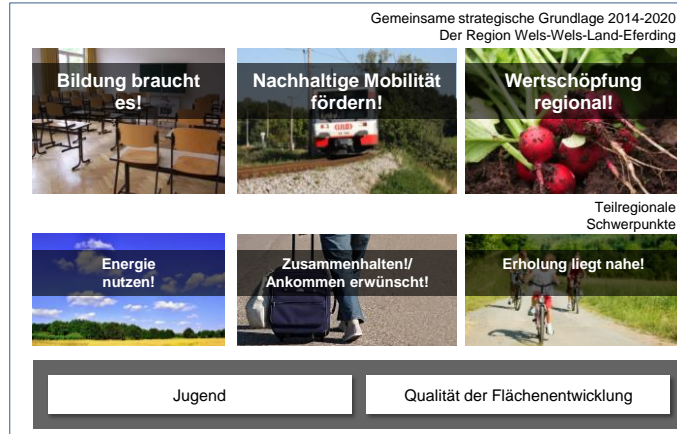 Gemeinsame strategische Grundlage 2014-2020
Der Region Wels-Wels-Land-Eferding
Bildung braucht
es!
Nachhaltige Mobilität
fördern!
Wertschöpfung
regional!
Teilregionale
Schwerpunkte
Energie
nutzen!
Zusammenhalten!/
Ankommen erwünscht!
Erholung liegt nahe!
Jugend
Qualität der Flächenentwicklung